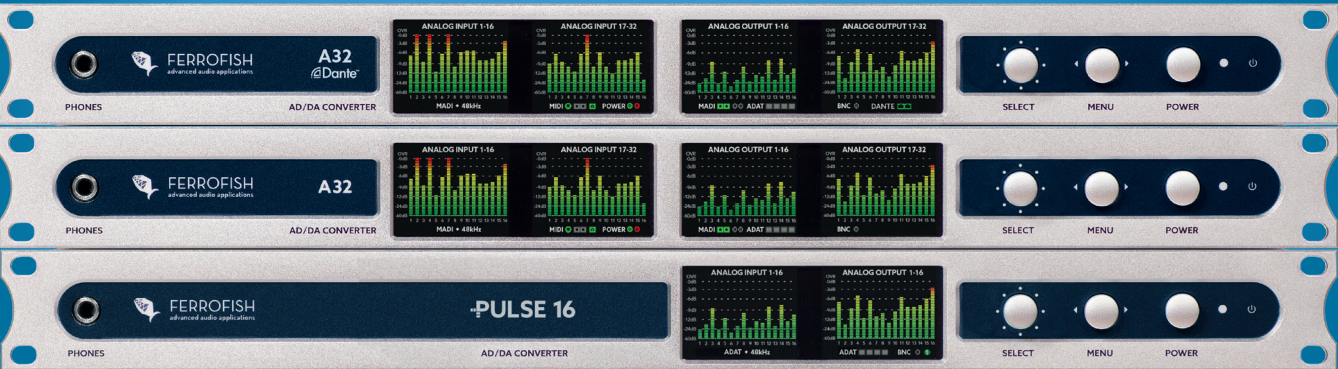 ANALOG INPUT 1-16 ANALOG INPUT 17-32 ANALOG OUTPUT 1-16 ANALOG OUTPUT 17-32
FERROFISH A32
advanced audio applications Dante™
MADI • 48kHz MIDI POWER MADI ADAT BNC DANTE
PHONES AD/DA CONVERTER SELECT MENU POWER
ANALOG INPUT 1-16 ANALOG INPUT 17-32 ANALOG OUTPUT 1-16 ANALOG OUTPUT 17-32
FERROFISH A32
advanced audio applications
MADI • 48kHz MIDI POWER MADI ADAT BNC
PHONES AD/DA CONVERTER SELECT MENU POWER
ANALOG INPUT 1-16 ANALOG OUTPUT 1-16
FERROFISH PULSE 16
advanced audio applications
ADAT • 48kHz ADAT BNC
PHONES AD/DA CONVERTER SELECT MENU POWER